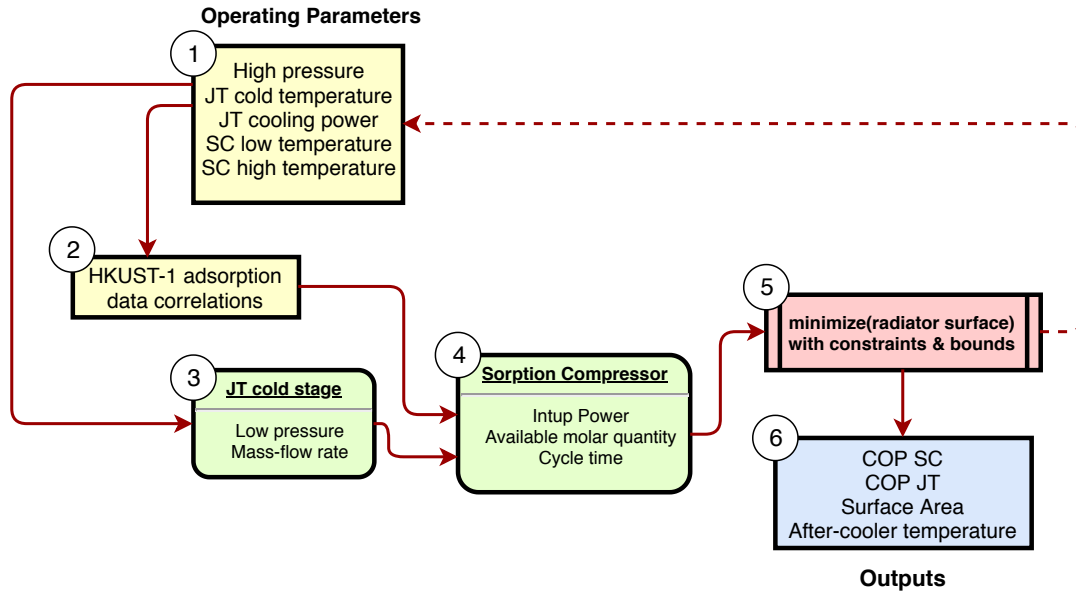 Operating Parameters
1
High pressure
JT cold temperature
JT cooling power
SC low temperature
SC high temperature
2
HKUST-1 adsorption
data correlations
3
JT cold stage
Low pressure
Mass-flow rate
4
Sorption Compressor
Intup Power
Available molar quantity
Cycle time
5
minimize(radiator surface)
with constraints & bounds
6
COP SC
COP JT
Surface Area
After-cooler temperature
Outputs